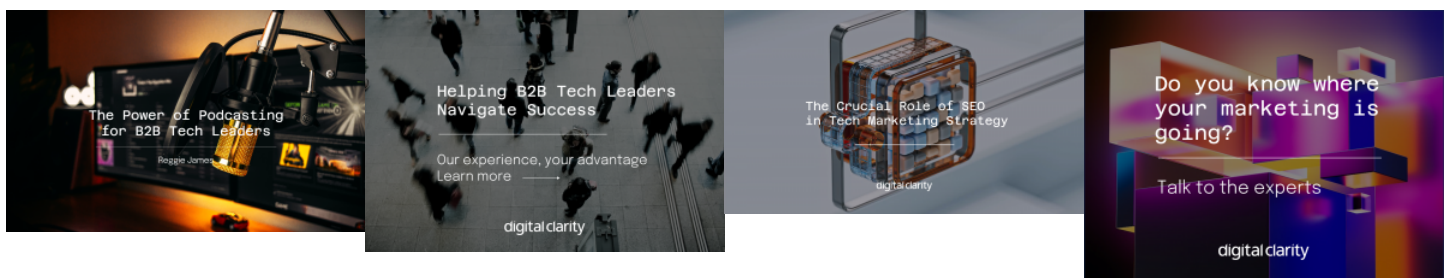 The Power of Podcasting
for B2B Tech Leaders
Reggie James
Helping B2B Tech Leaders
Navigate Success
Our experience, your advantage
Learn more
digital clarity
The Crucial Role of SEO
in Tech Marketing Strategy
digital clarity
Do you know where
your marketing is
going?
Talk to the experts
digital clarity